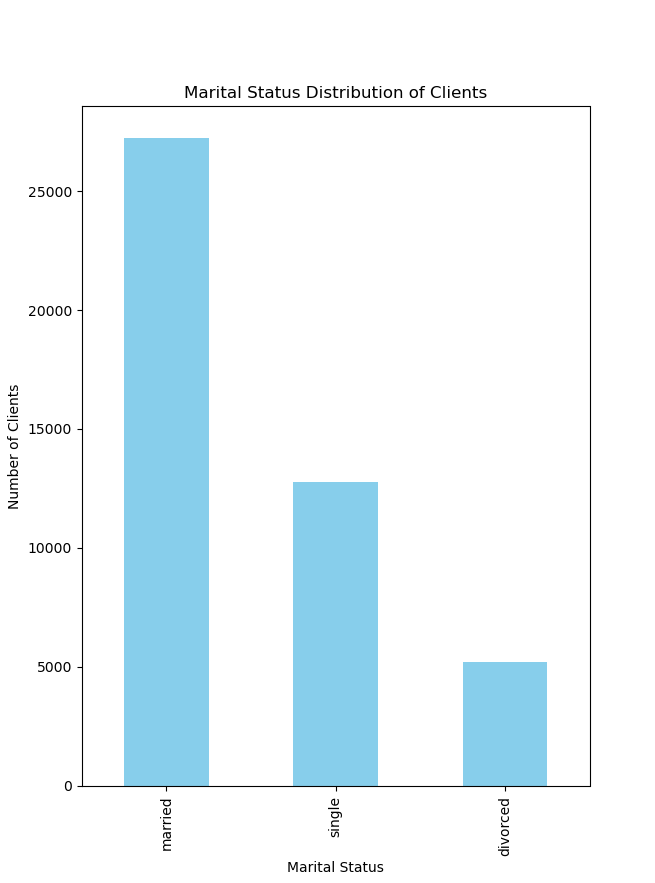 Marital Status Distribution of Clients
25000
20000
15000
10000
5000
0
Number of Clients
married
single
divorced
Marital Status